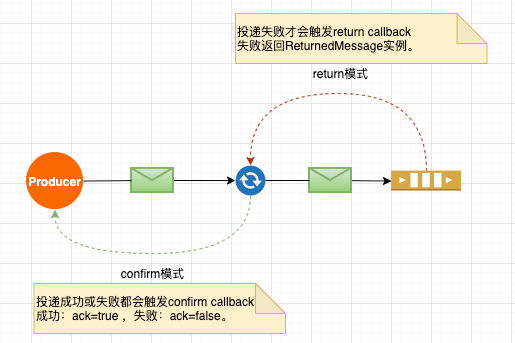 投递失败才会触发return callback
失败返回ReturnedMessage实例。
return模式
Producer
confirm模式
投递成功或失败都会触发confirm callback
成功：ack=true ，失败：ack=false。